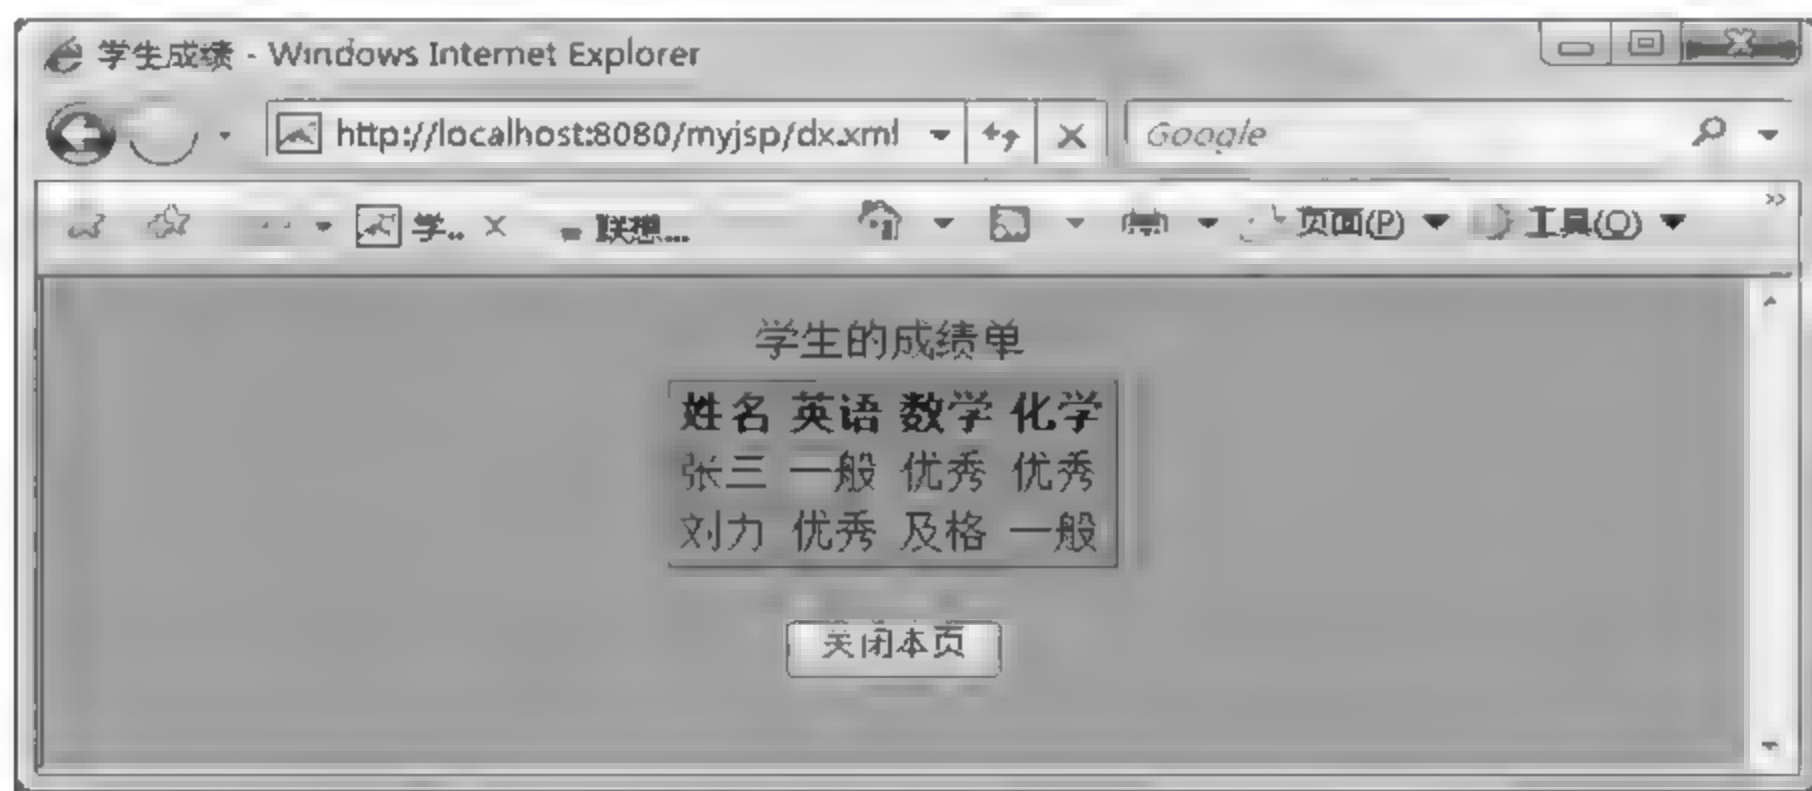 学生成绩 - Windows Internet Explorer
http://localhost:8080/myjsp/dx.xml Google
学.. 联想... 页面(P) 工具(O) »
学生的成绩单
姓名 英语 数学 化学
张三 一般 优秀 优秀
刘力 优秀 及格 一般
关闭本页